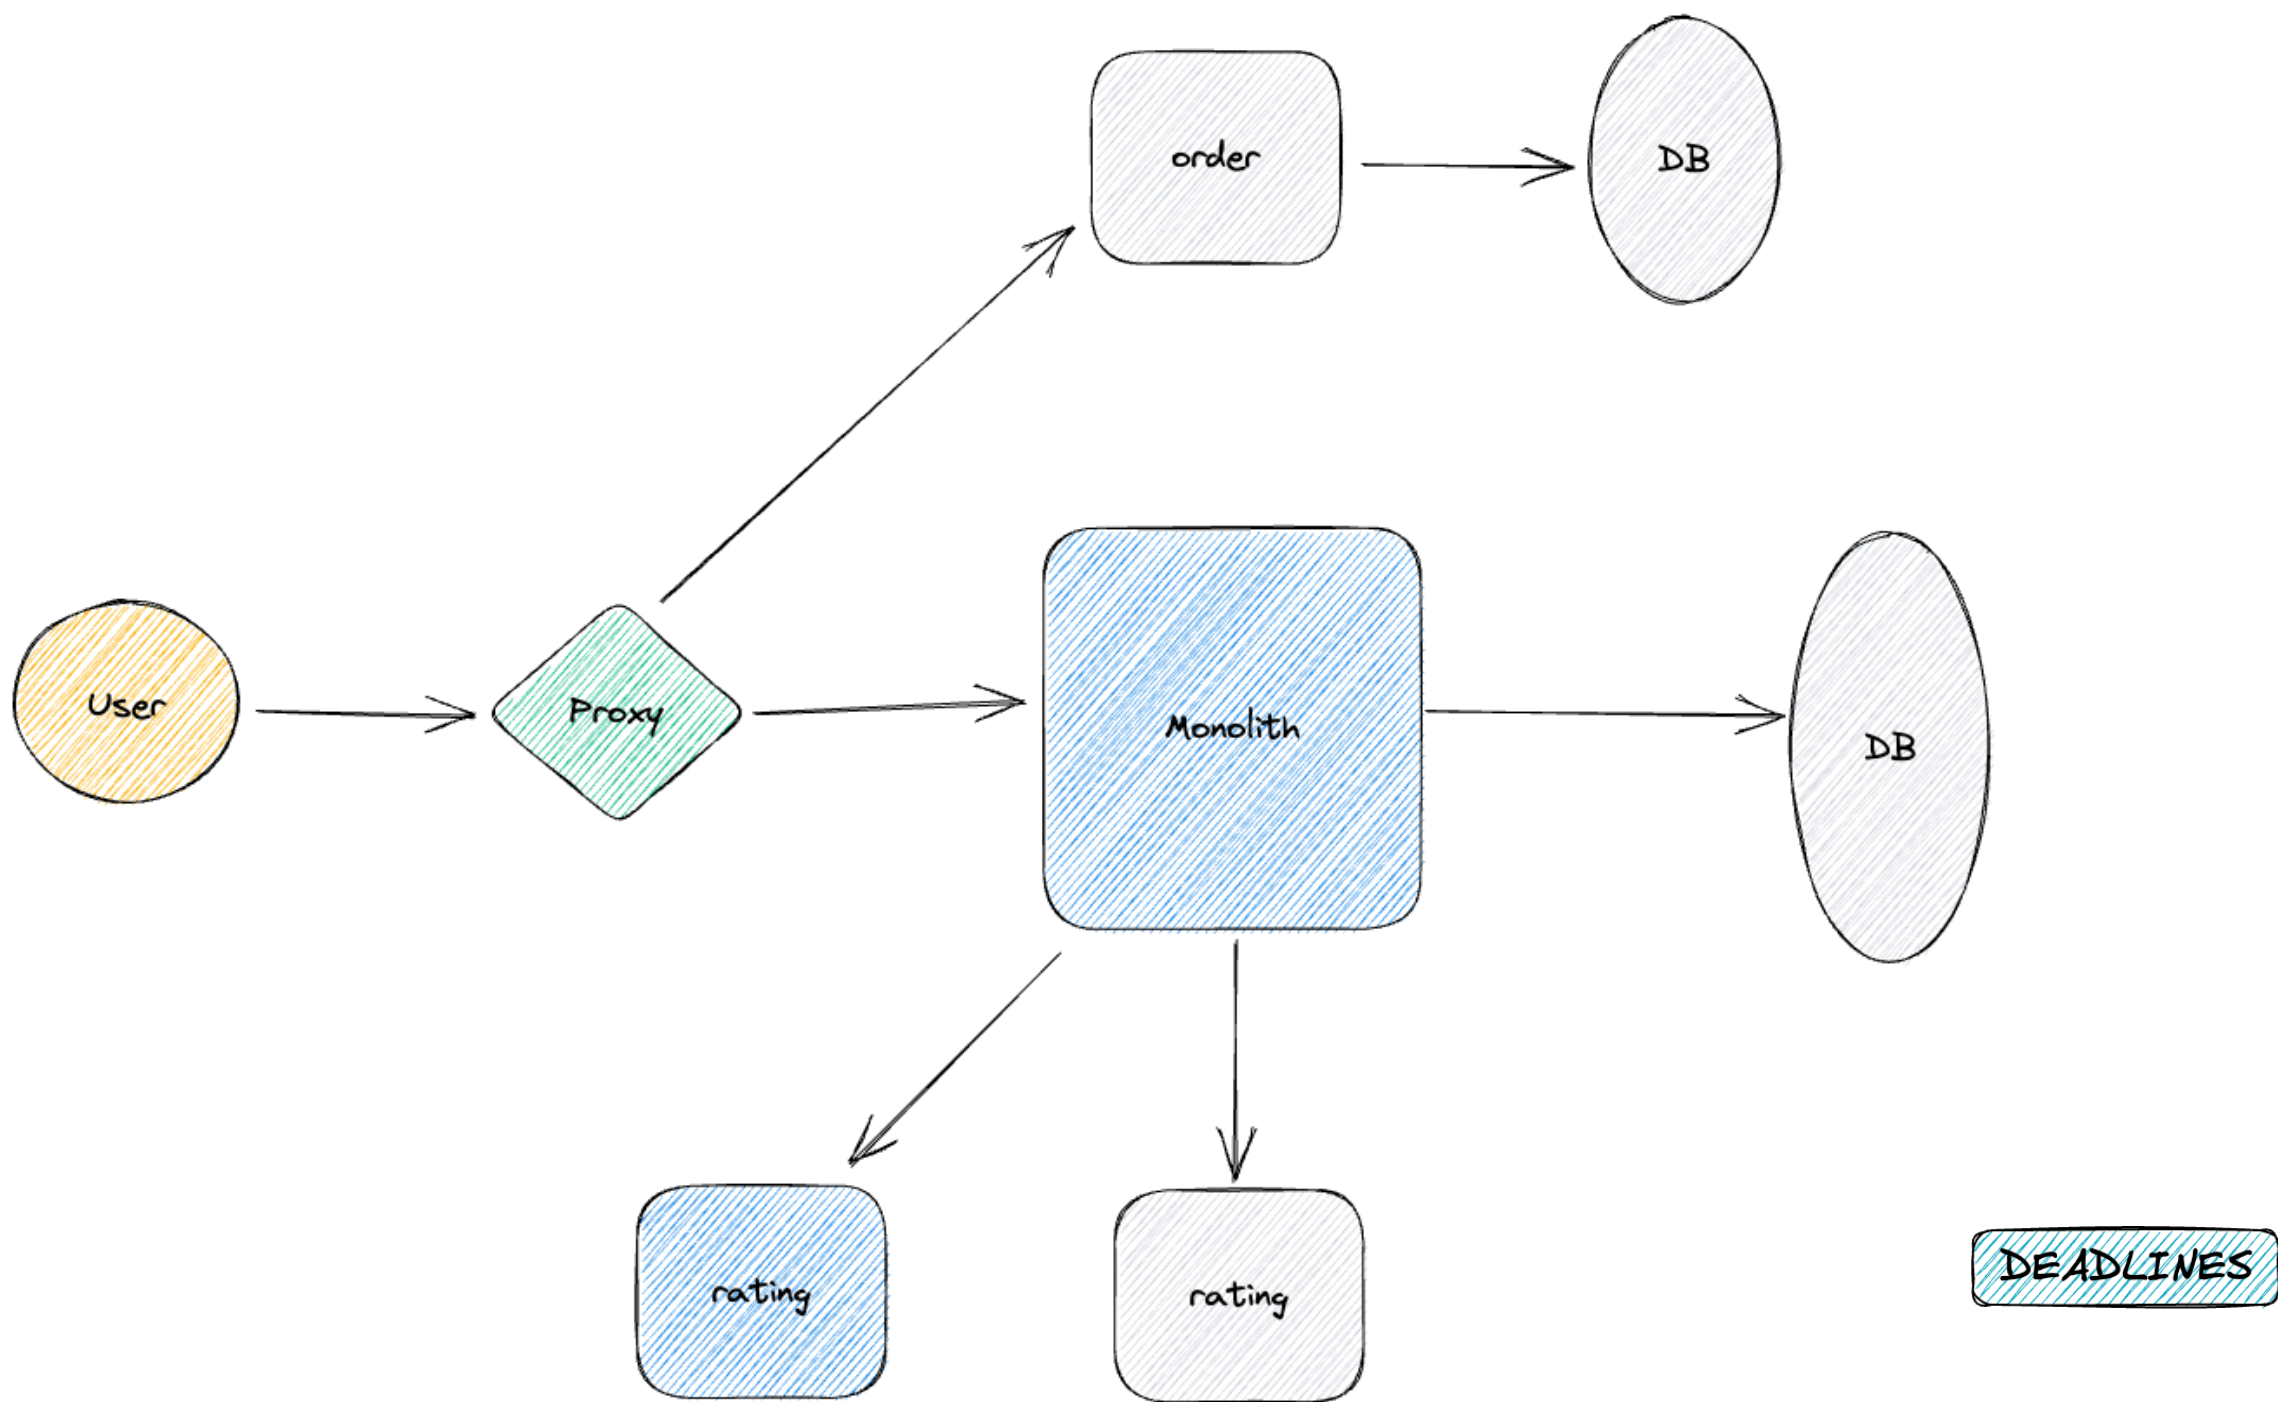 order
DB
User
Proxy
Monolith
DB
rating
rating
DEADLINES